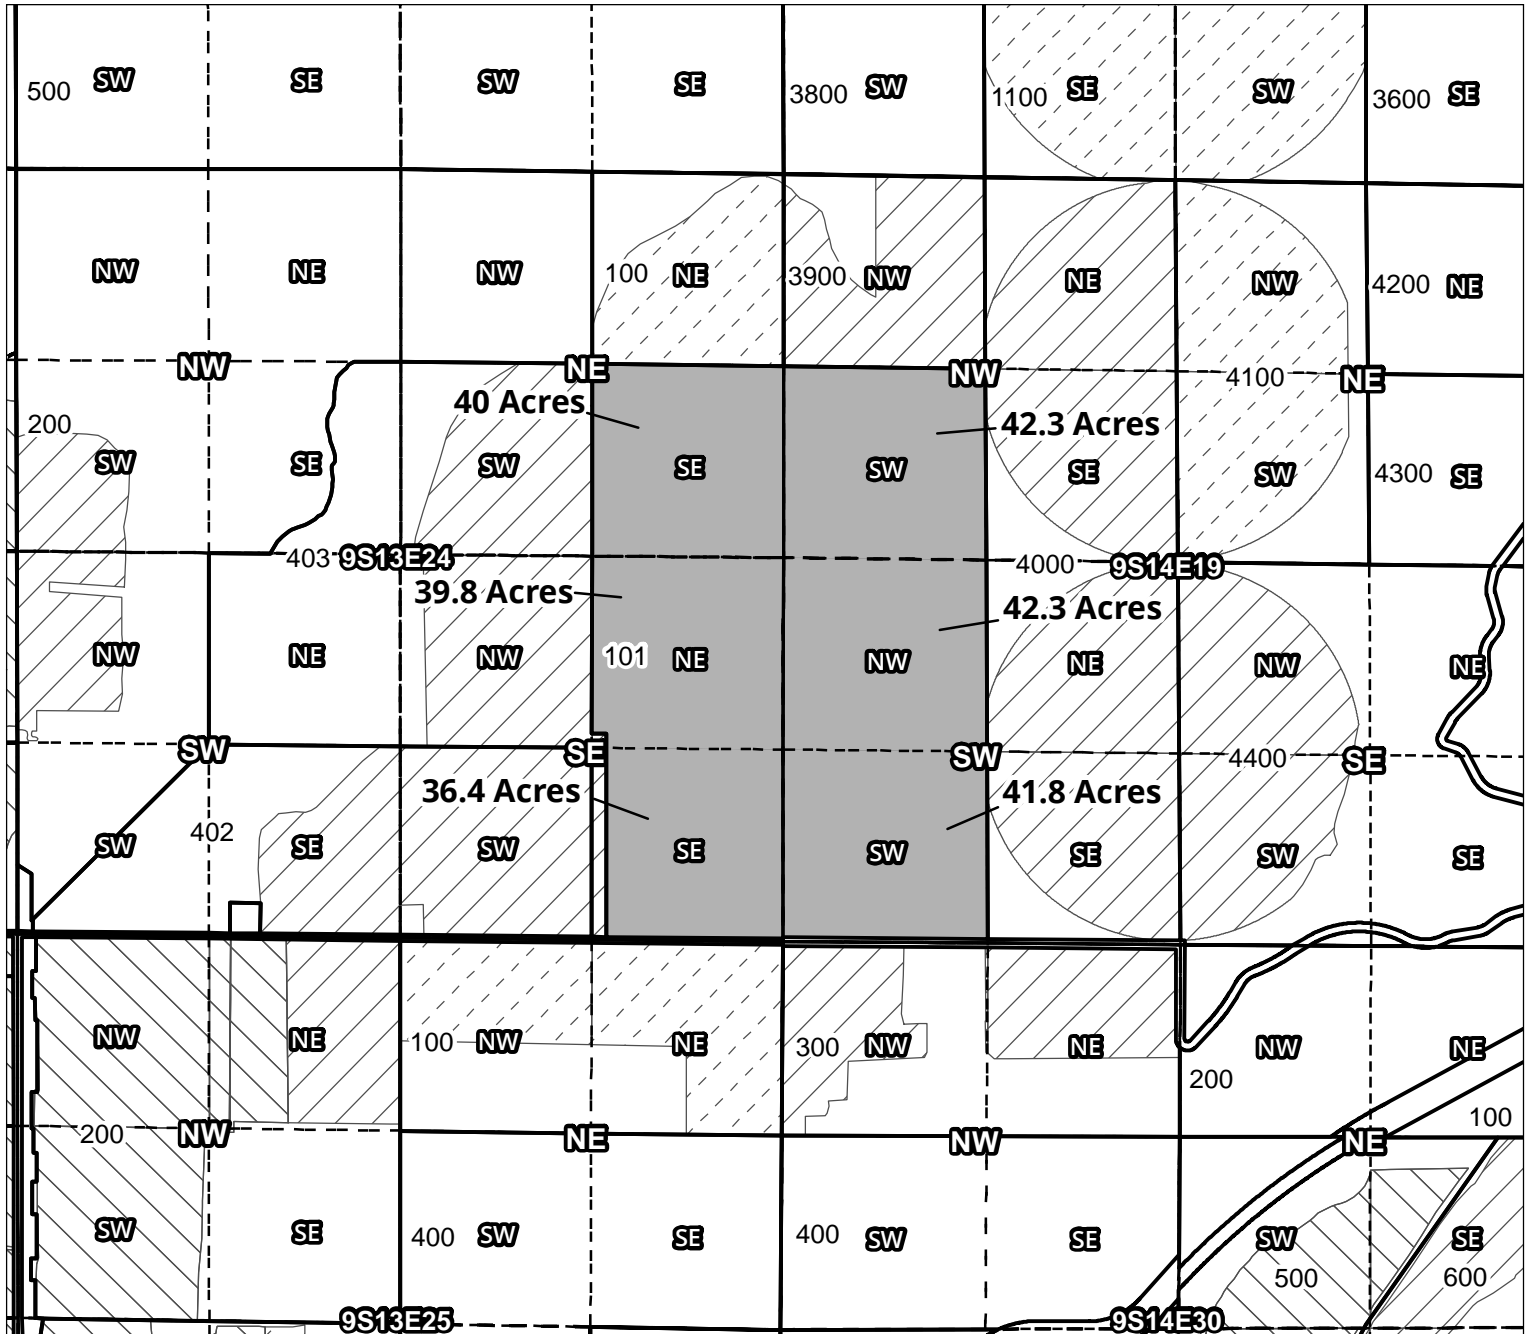 500 SW SE SW SE 3800 SW 1100 SE SW 3600 SE
NW NE NW 100 NE 3900 NW NE NW 4200 NE
NW NE NW 4100 NE
40 Acres 42.3 Acres
200 SW SE SW SE SW SE SW 4300 SE
403 9S13E24 4000 9S14E19
39.8 Acres 42.3 Acres
NW NE NW 101 NE NW NE NW NE
SW SE SW 4400 SE
36.4 Acres 41.8 Acres
SW 402 SE SW SE SW SE SW SE
NW NE 100 NW NE 300 NW NE NW NE
200
100
200 NW NE NW NE
SW SE 400 SW SE 400 SW SE SW SE
500 600
9S13E25 9S14E30